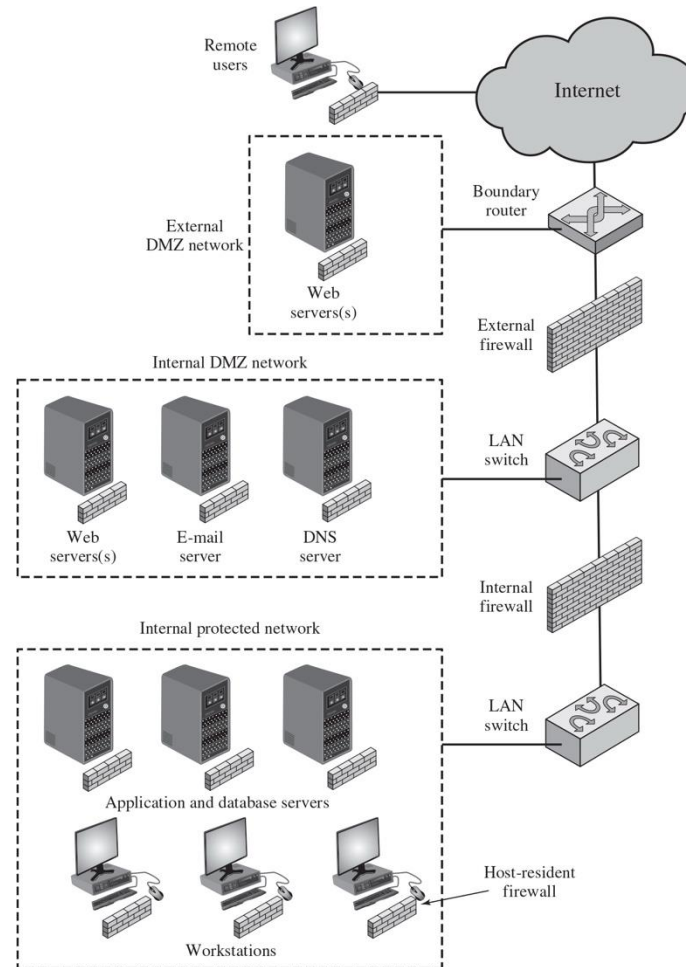 Remote
users
Internet
Boundary
router
External
DMZ network
Web
servers(s)
External
firewall
Internal DMZ network
LAN
switch
Web
servers(s)
E-mail
server
DNS
server
Internal
firewall
Internal protected network
LAN
switch
Application and database servers
Host-resident
firewall
Workstations